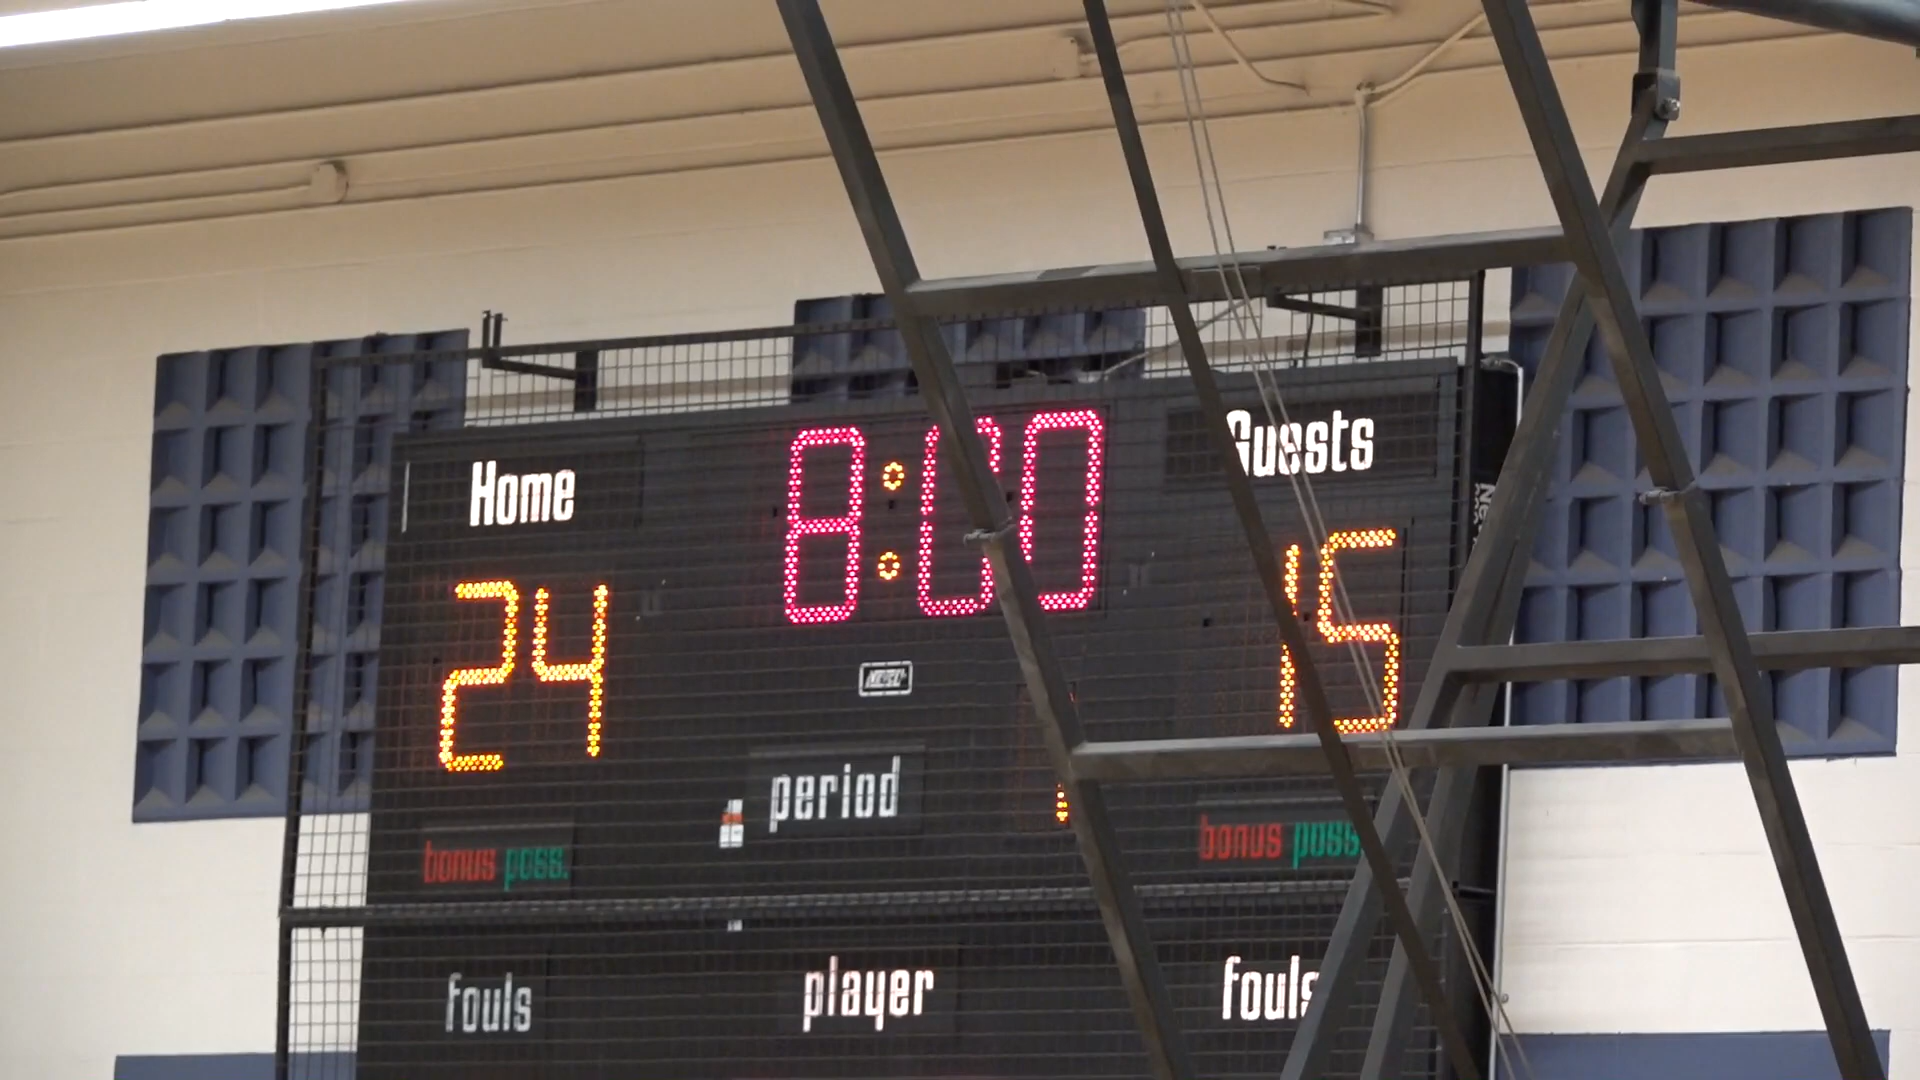 Home 8:00 Guests
24 15
period
bonus poss. bonus poss
fouls player fouls